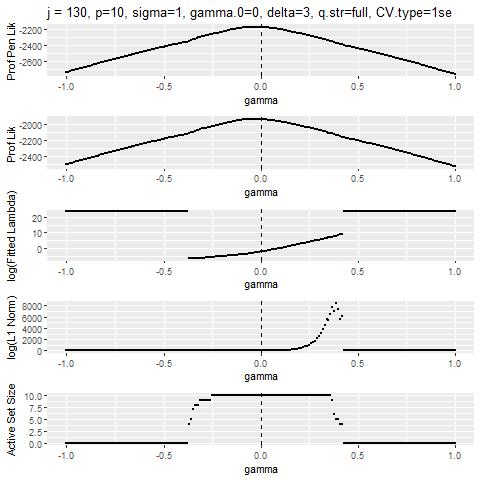 j = 130, p=10, sigma=1, gamma.0=0, delta=3, q.str=full, CV.type=1se
Prof Pen Lik
-2200
-2400
-2600
-1.0 -0.5 0.0 0.5 1.0
gamma
Prof Lik
-2000
-2200
-2400
-1.0 -0.5 0.0 0.5 1.0
gamma
log(Fitted Lambda)
20
10
0
-1.0 -0.5 0.0 0.5 1.0
gamma
log(L1 Norm)
8000
6000
4000
2000
0
-1.0 -0.5 0.0 0.5 1.0
gamma
Active Set Size
10.0
7.5
5.0
2.5
0.0
-1.0 -0.5 0.0 0.5 1.0
gamma